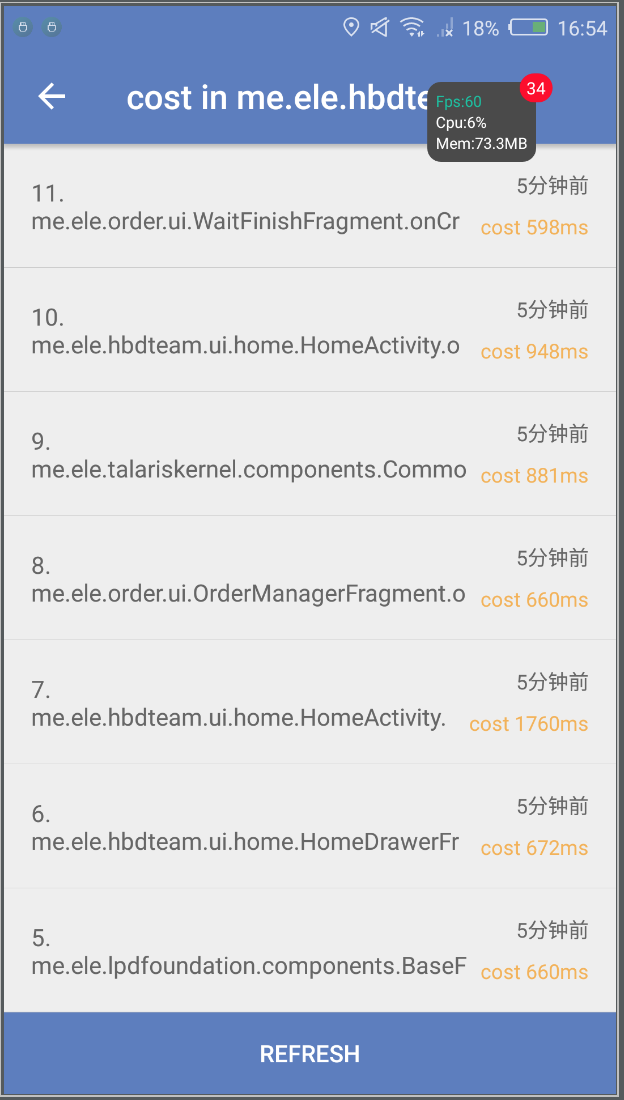 18% 16:54
cost in me.ele.hbdte
34
Fps:60
Cpu:6%
Mem:73.3MB
11.
5分钟前
me.ele.order.ui.WaitFinishFragment.onCr
cost 598ms
10.
5分钟前
me.ele.hbdteam.ui.home.HomeActivity.o
cost 948ms
9.
5分钟前
me.ele.talariskernel.components.Commo
cost 881ms
8.
5分钟前
me.ele.order.ui.OrderManagerFragment.o
cost 660ms
7.
5分钟前
me.ele.hbdteam.ui.home.HomeActivity.
cost 1760ms
6.
5分钟前
me.ele.hbdteam.ui.home.HomeDrawerFr
cost 672ms
5.
5分钟前
me.ele.lpdfoundation.components.BaseF
cost 660ms
REFRESH